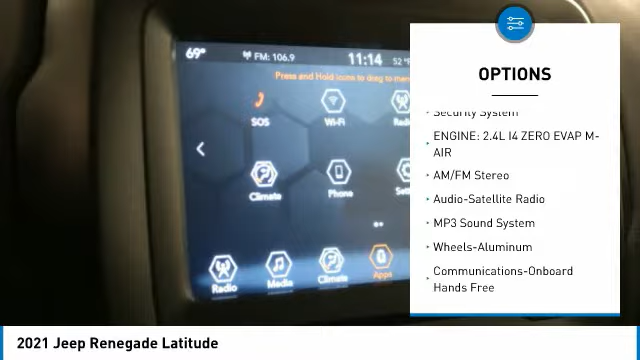 69°
FM: 106.9
11:14
52 °F
Press and Hold icons to drag to
SOS
Wi-Fi
Climate
Phone
Radio
Media
Climate
Apps
OPTIONS
Security System
ENGINE: 2.4L I4 ZERO EVAP M-
AIR
AM/FM Stereo
Audio-Satellite Radio
MP3 Sound System
Wheels-Aluminum
Communications-Onboard
Hands Free
2021 Jeep Renegade Latitude